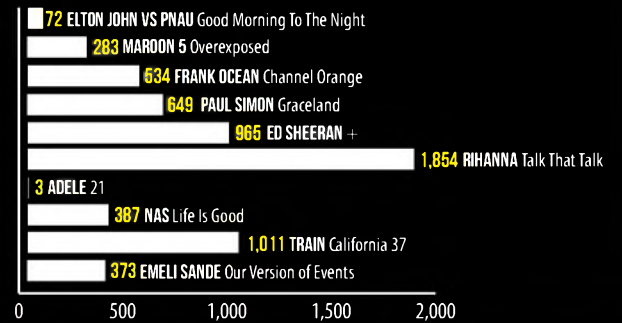 72 ELTON JOHN VS PNAU Good Morning To The Night
283 MAROON 5 Overexposed
534 FRANK OCEAN Channel Orange
649 PAUL SIMON Graceland
965 ED SHEERAN +
1,854 RIHANNA Talk That Talk
3 ADELE 21
387 NAS Life Is Good
1,011 TRAIN California 37
373 EMELI SANDE Our Version of Events
0 500 1,000 1,500 2,000